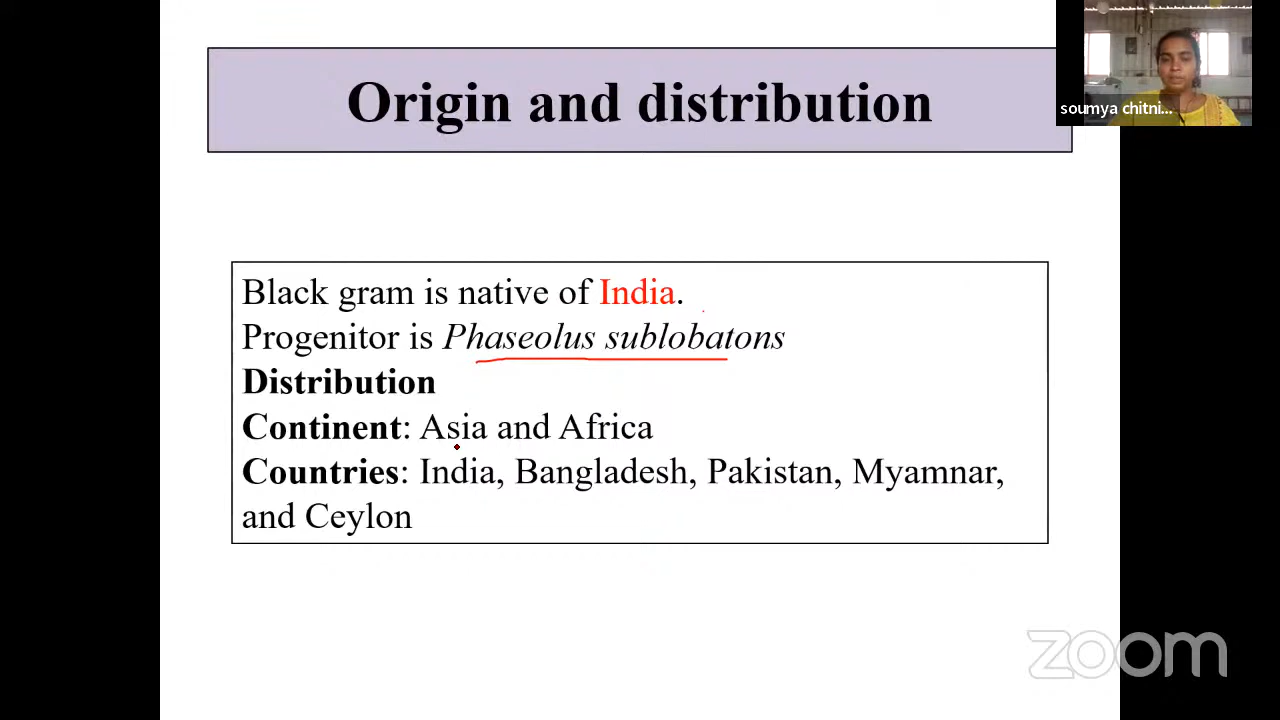 Origin and distribution
soumya chitni...
Black gram is native of India.
Progenitor is Phaseolus sublobatons
Distribution
Continent: Asia and Africa
Countries: India, Bangladesh, Pakistan, Myamnar,
and Ceylon
zoom